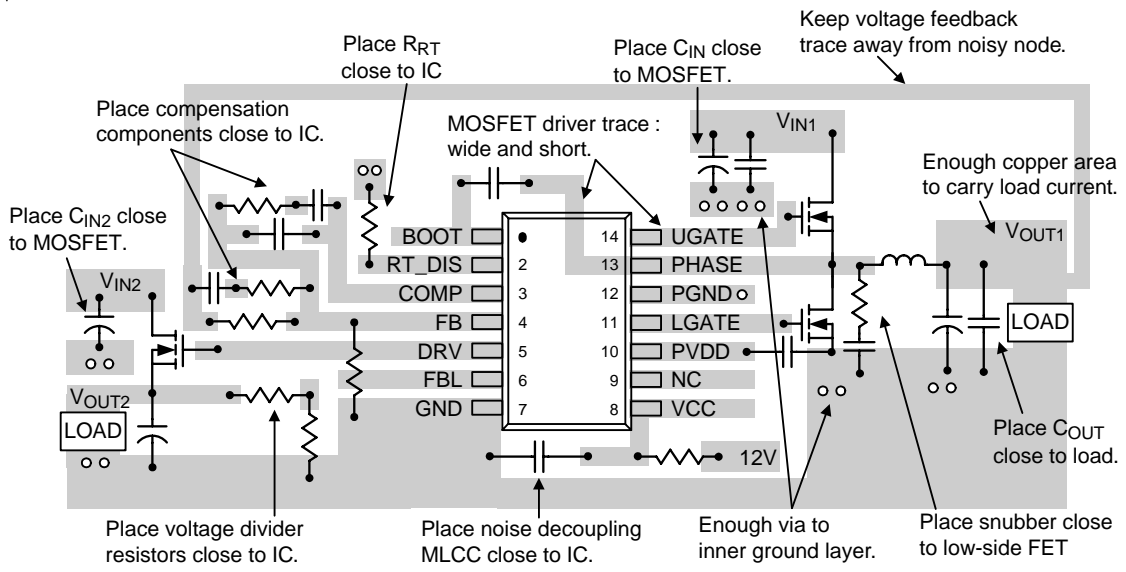 Keep voltage feedback
trace away from noisy node.
Place RRT
close to IC
Place CIN close
to MOSFET.
Place compensation
components close to IC.
MOSFET driver trace :
wide and short.
VIN1
Enough copper area
to carry load current.
Place CIN2 close
to MOSFET.
VIN2
VOUT1
BOOT
RT_DIS
2
COMP
3
FB
4
DRV
5
FBL
6
GND
7
14
UGATE
13
PHASE
12
PGND
11
LGATE
10
PVDD
9
NC
8
VCC
LOAD
VOUT2
LOAD
12V
Place COUT
close to load.
Place voltage divider
resistors close to IC.
Place noise decoupling
MLCC close to IC.
Enough via to
inner ground layer.
Place snubber close
to low-side FET